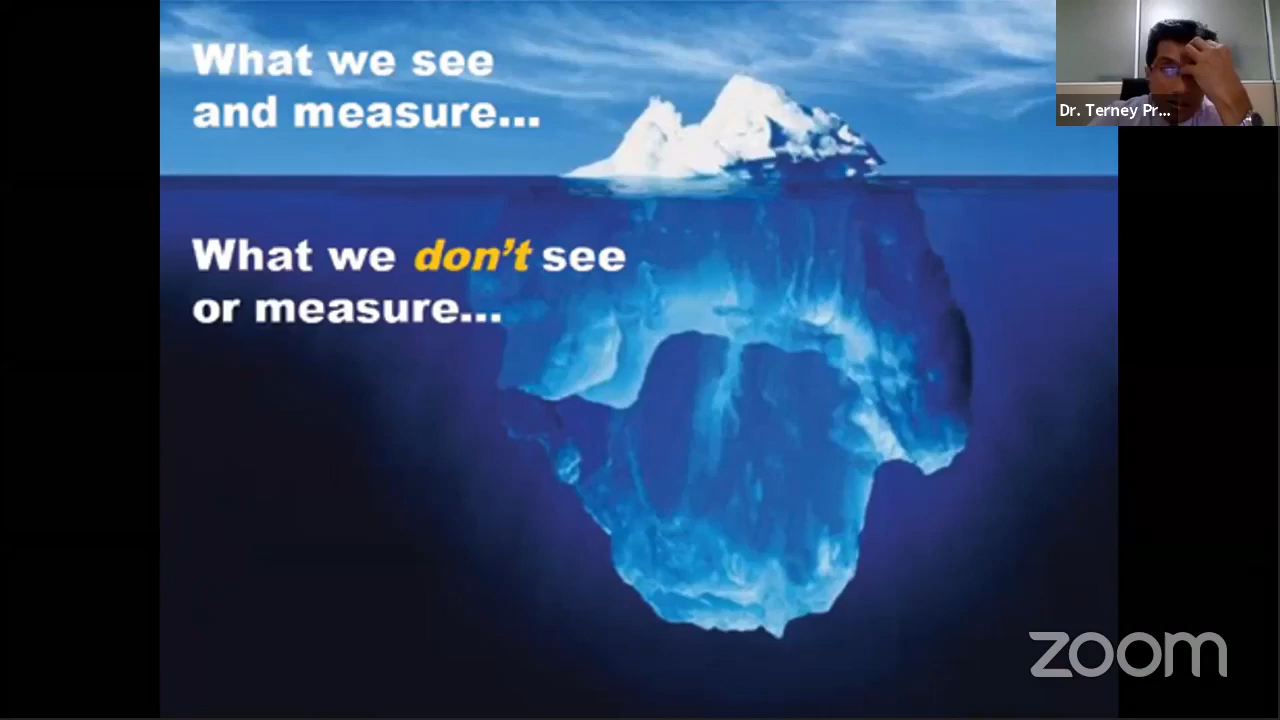 What we see
and measure...
What we don't see
or measure...
Dr. Terney Pr...
zoom